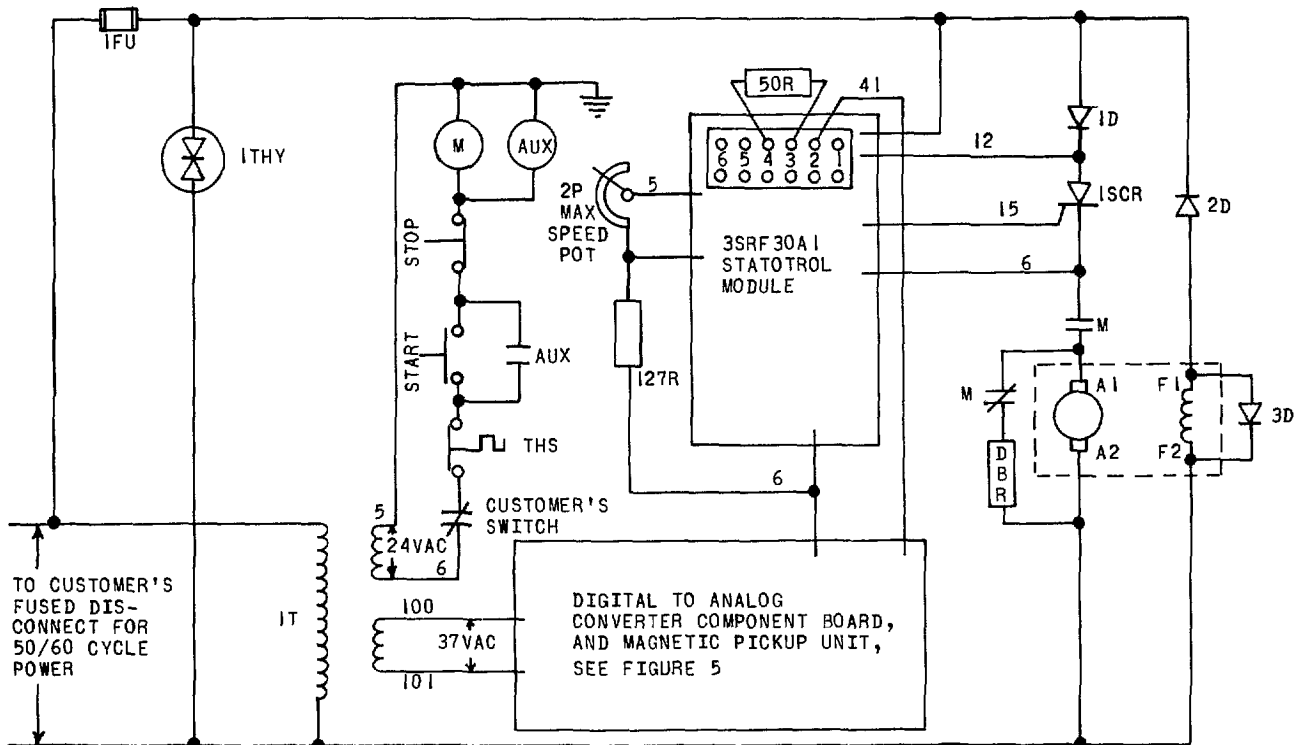 1FU
1THY
M
AUX
STOP
START
AUX
THS
CUSTOMER'S
SWITCH
5
24VAC
6
100
37VAC
101
1T
TO CUSTOMER'S
FUSED DIS-
CONNECT FOR
50/60 CYCLE
POWER
2P
MAX
SPEED
POT
5
127R
6
50R
41
6 5 4 3 2 1
3SRF30A1
STATOTROL
MODULE
12
15
6
1D
1SCR
2D
M
M
DBR
A1
A2
F1
F2
3D
DIGITAL TO ANALOG
CONVERTER COMPONENT BOARD,
AND MAGNETIC PICKUP UNIT,
SEE FIGURE 5